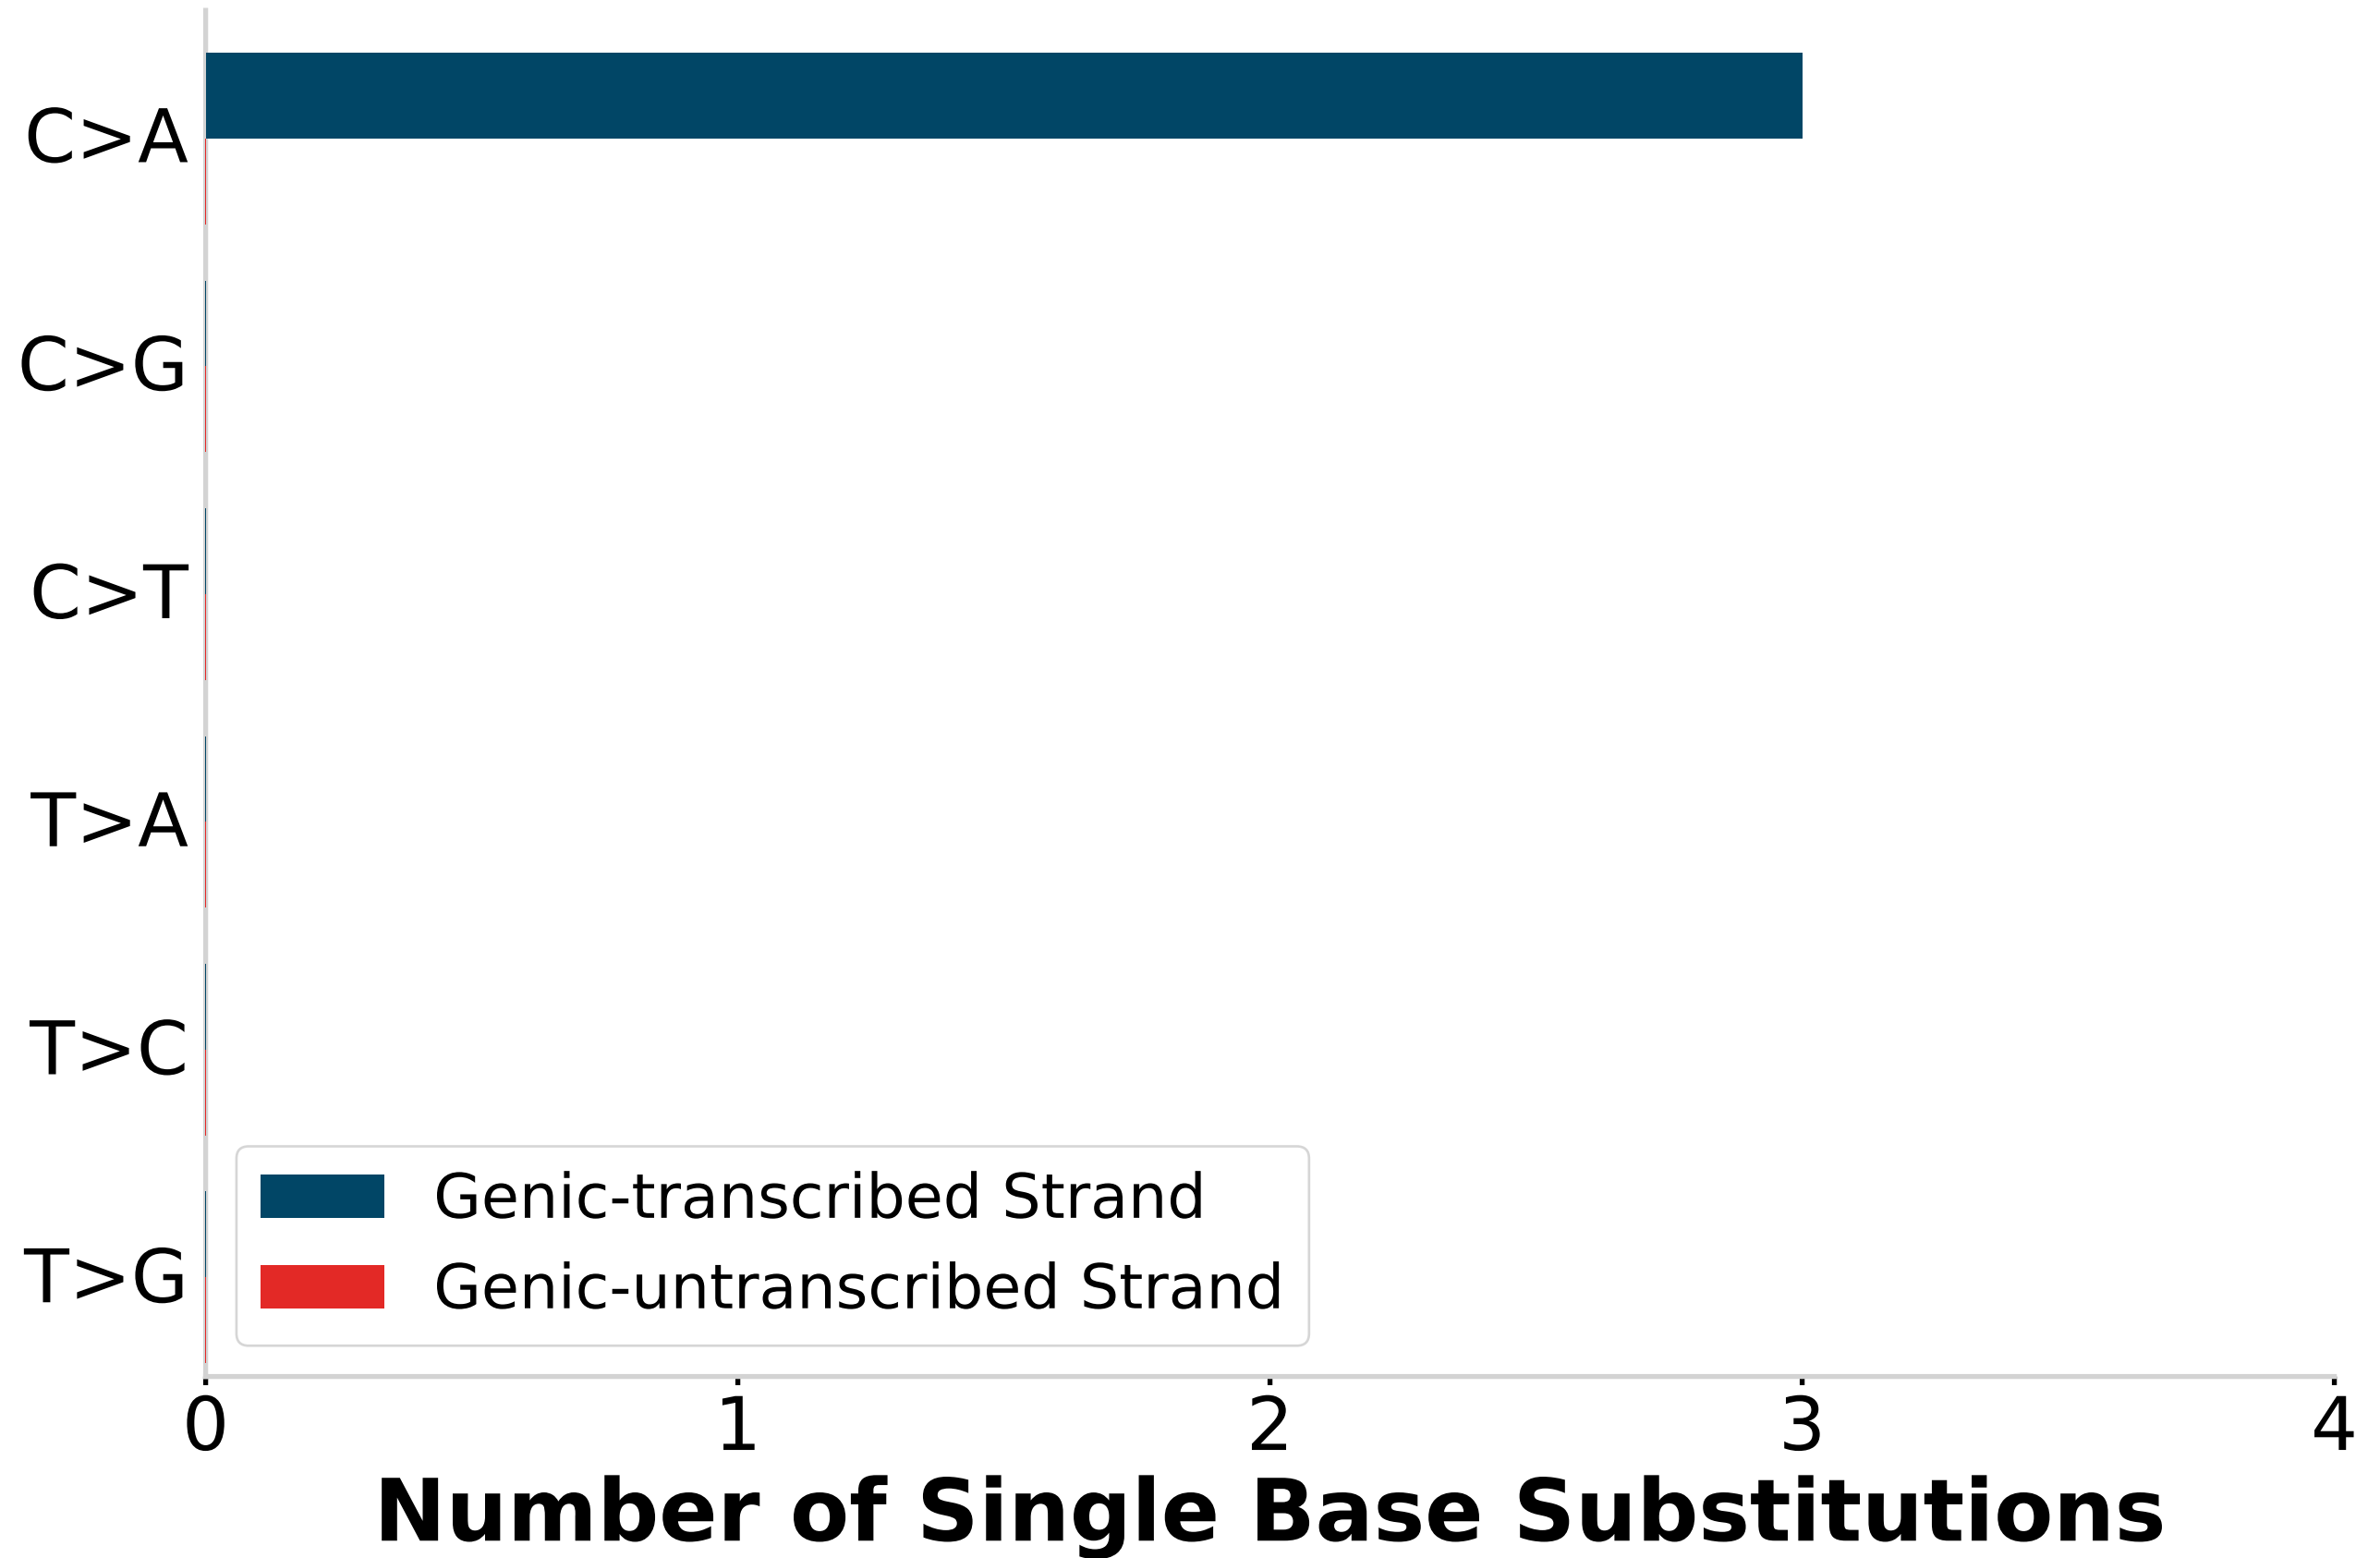 C>A
C>G
C>T
T>A
T>C
T>G
Genic-transcribed Strand
Genic-untranscribed Strand
0 1 2 3 4
Number of Single Base Substitutions